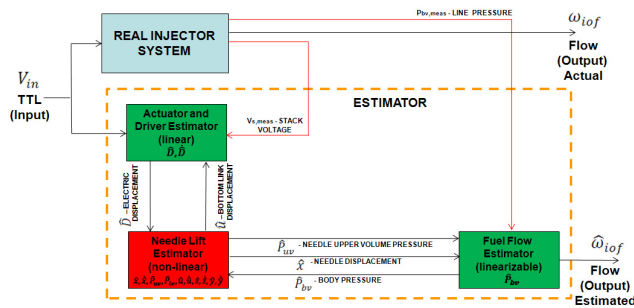 P_bv,meas - LINE PRESSURE
REAL INJECTOR
SYSTEM
ω_iof
Flow
(Output)
Actual
V_in
TTL
(Input)
ESTIMATOR
Actuator and
Driver Estimator
(linear)
V_s,meas - STACK
VOLTAGE
D̂ – ELECTRIC
DISPLACEMENT
û – BOTTOM LINK
DISPLACEMENT
Needle Lift
Estimator
(non-linear)
P̂_uv - NEEDLE UPPER VOLUME PRESSURE
x̂ - NEEDLE DISPLACEMENT
P̂_bv – BODY PRESSURE
Fuel Flow
Estimator
(linearizable)
P̂_bv
ω̂_iof
Flow
(Output)
Estimated